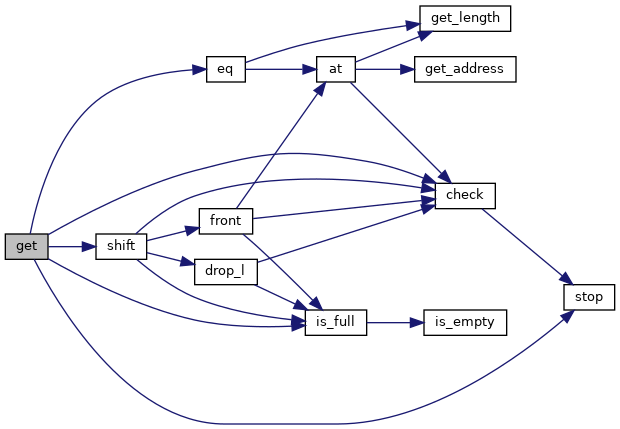 get_length
eq
at
get_address
check
front
get
shift
drop_l
stop
is_full
is_empty